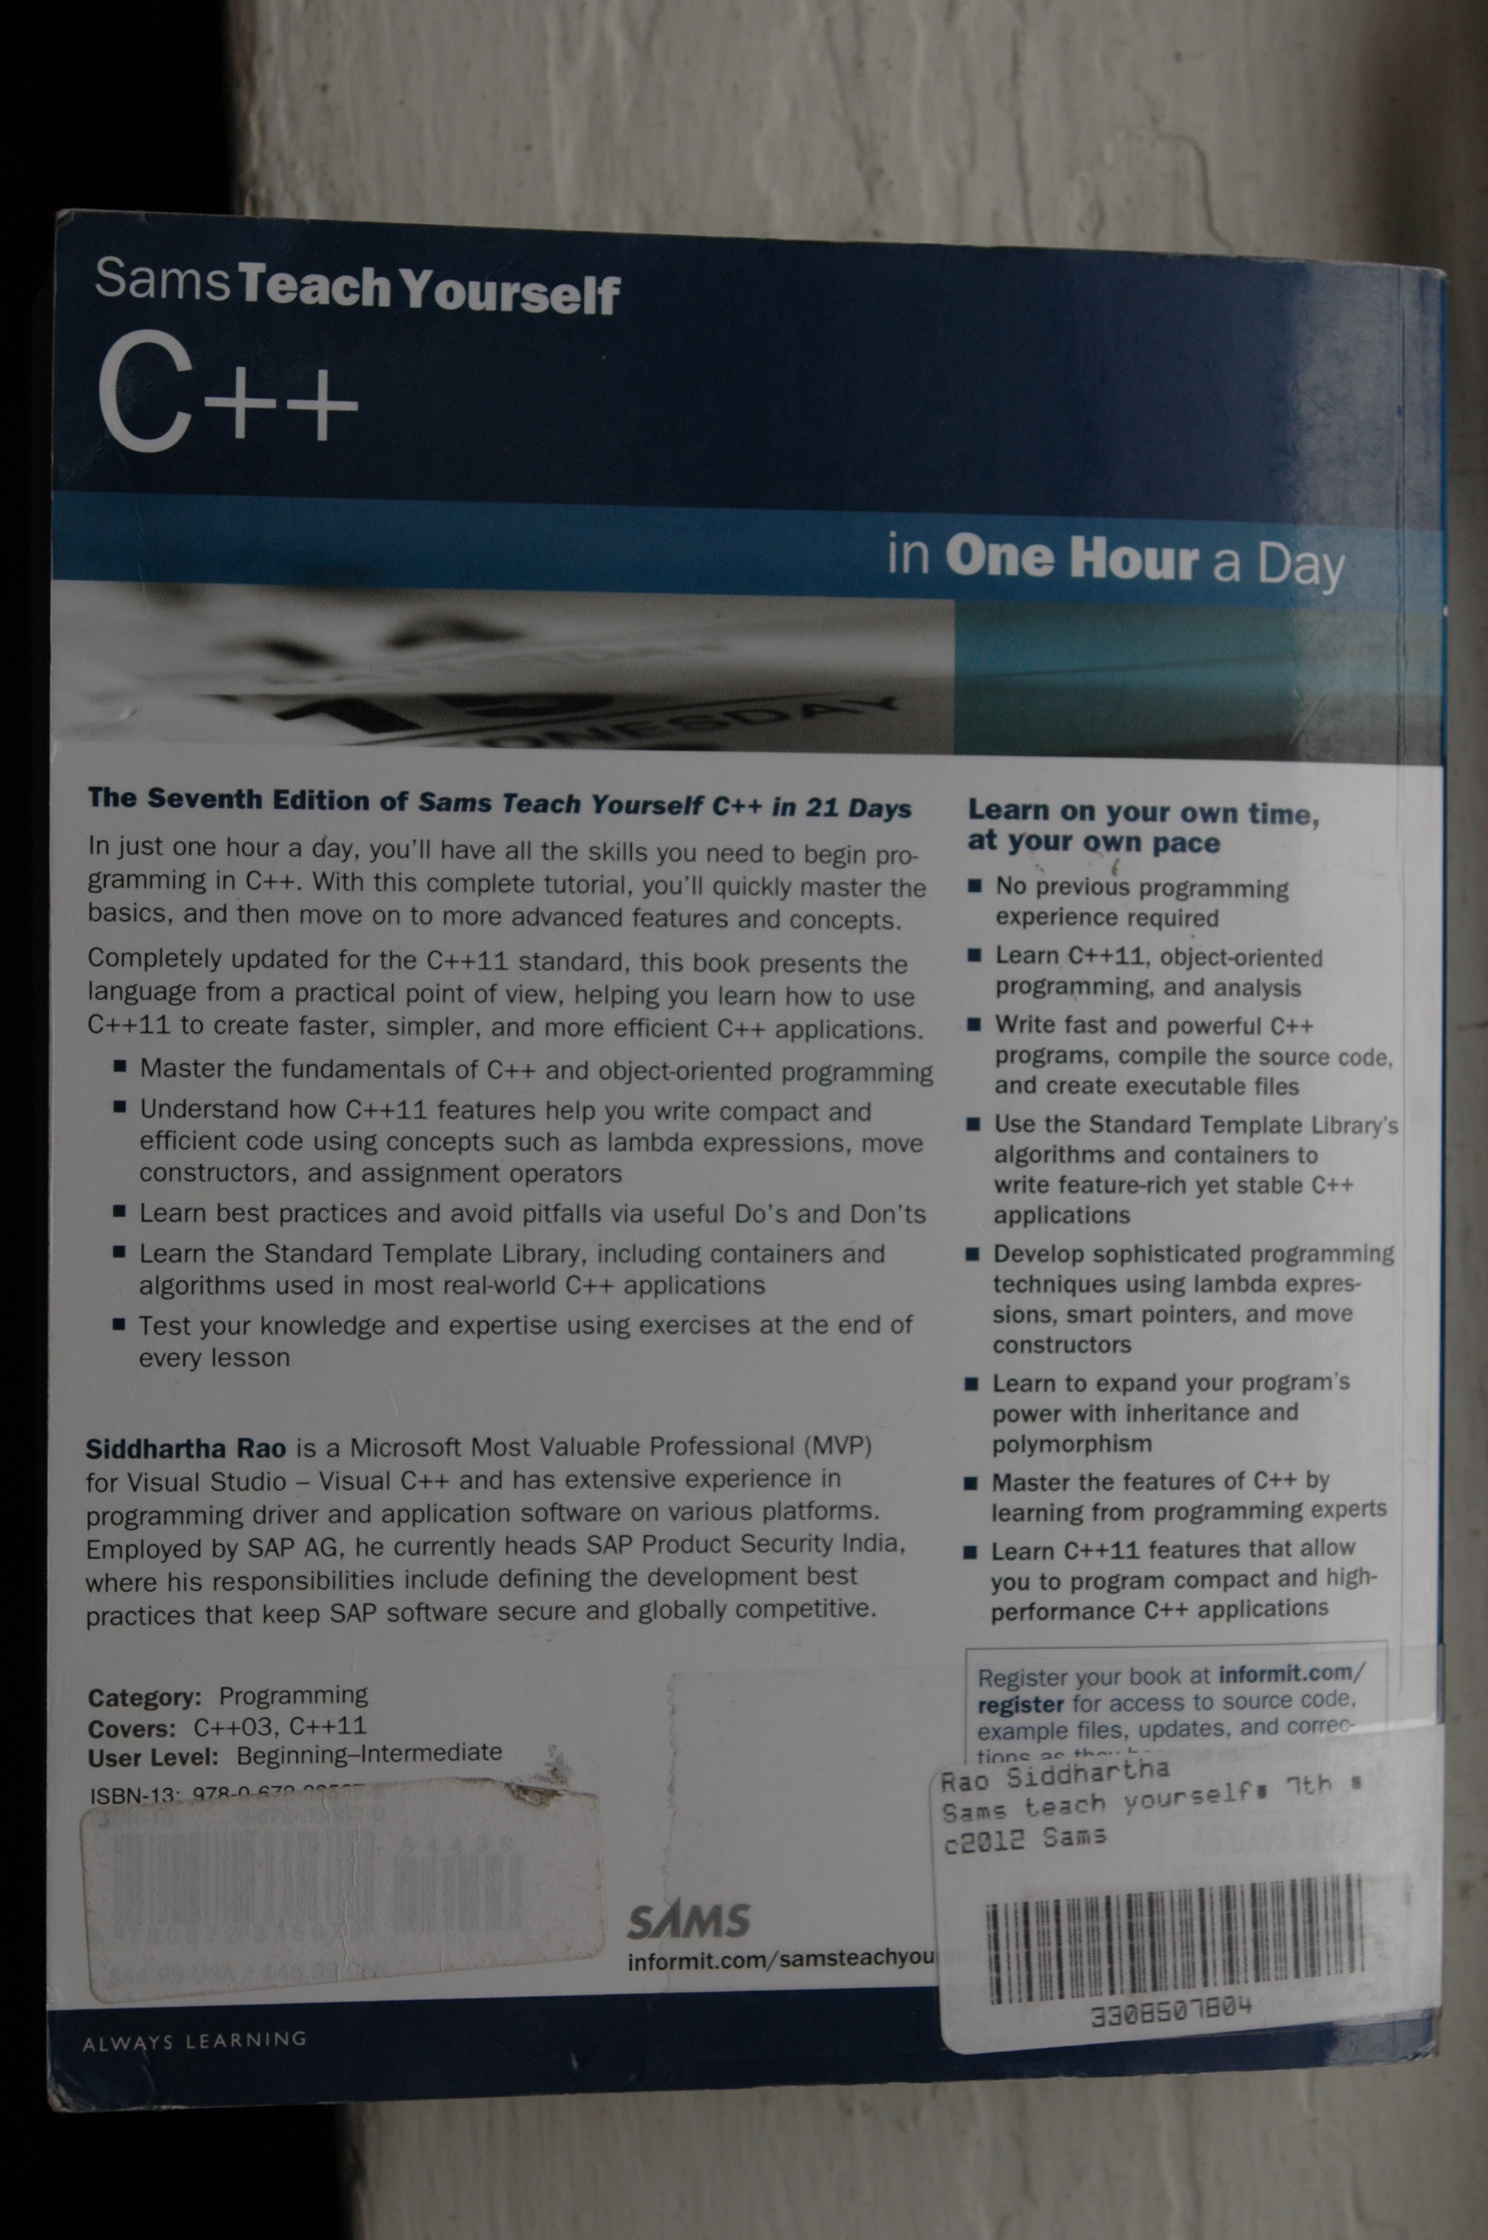 Sams Teach Yourself
C++
in One Hour a Day
15
The Seventh Edition of Sams Teach Yourself C++ in 21 Days
In just one hour a day, you'll have all the skills you need to begin pro-
gramming in C++. With this complete tutorial, you'll quickly master the
basics, and then move on to more advanced features and concepts.
Completely updated for the C++11 standard, this book presents the
language from a practical point of view, helping you learn how to use
C++11 to create faster, simpler, and more efficient C++ applications.
■ Master the fundamentals of C++ and object-oriented programming
■ Understand how C++11 features help you write compact and
efficient code using concepts such as lambda expressions, move
constructors, and assignment operators
■ Learn best practices and avoid pitfalls via useful Do's and Don'ts
■ Learn the Standard Template Library, including containers and
algorithms used in most real-world C++ applications
■ Test your knowledge and expertise using exercises at the end of
every lesson
Siddhartha Rao is a Microsoft Most Valuable Professional (MVP)
for Visual Studio – Visual C++ and has extensive experience in
programming driver and application software on various platforms.
Employed by SAP AG, he currently heads SAP Product Security India,
where his responsibilities include defining the development best
practices that keep SAP software secure and globally competitive.
Category: Programming
Covers: C++03, C++11
User Level: Beginning–Intermediate
ISBN-13: 978-0-672
Learn on your own time,
at your own pace
■ No previous programming
experience required
■ Learn C++11, object-oriented
programming, and analysis
■ Write fast and powerful C++
programs, compile the source code,
and create executable files
■ Use the Standard Template Library's
algorithms and containers to
write feature-rich yet stable C++
applications
■ Develop sophisticated programming
techniques using lambda expres-
sions, smart pointers, and move
constructors
■ Learn to expand your program's
power with inheritance and
polymorphism
■ Master the features of C++ by
learning from programming experts
■ Learn C++11 features that allow
you to program compact and high-
performance C++ applications
Register your book at informit.com/
register for access to source code,
example files, updates, and correc-
tions as they
Rao Siddhartha
Sams teach yourself 7th
c2012 Sams
3308507804
SAMS
informit.com/samsteachyou
ALWAYS LEARNING